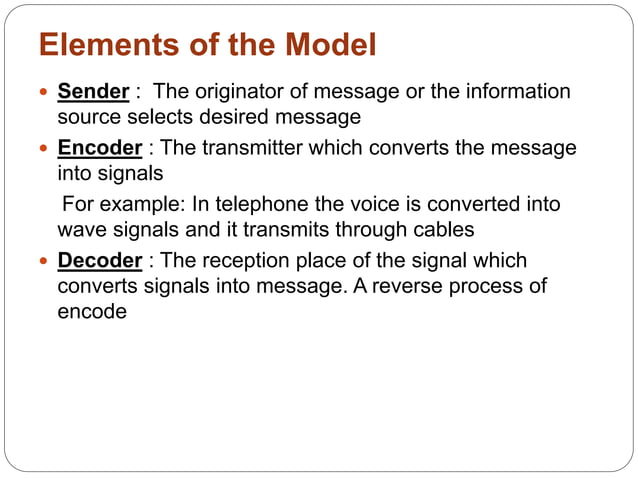 Elements of the Model
• Sender :  The originator of message or the information
source selects desired message
• Encoder : The transmitter which converts the message
into signals
For example: In telephone the voice is converted into
wave signals and it transmits through cables
• Decoder : The reception place of the signal which
converts signals into message. A reverse process of
encode